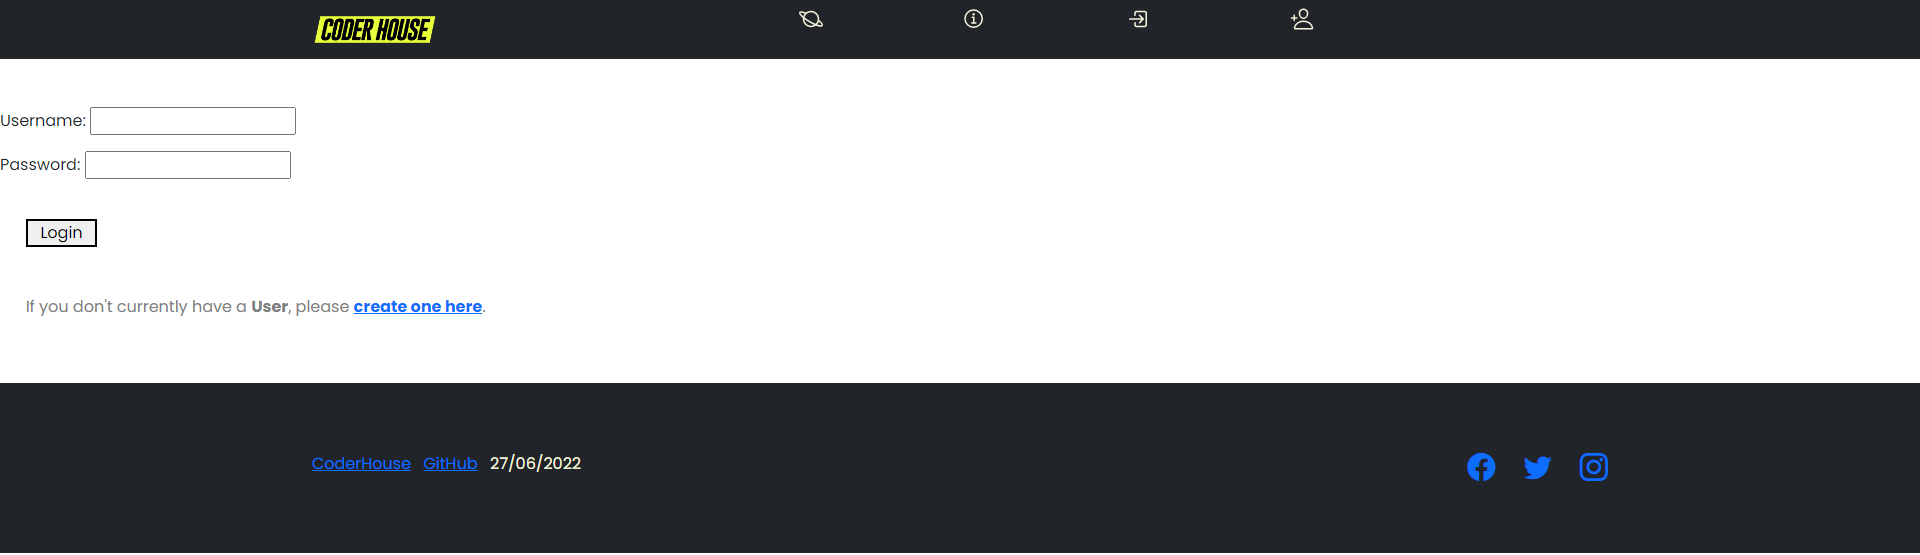 CODER HOUSE
Username:
Password:
Login
If you don't currently have a User, please create one here.
CoderHouse GitHub 27/06/2022